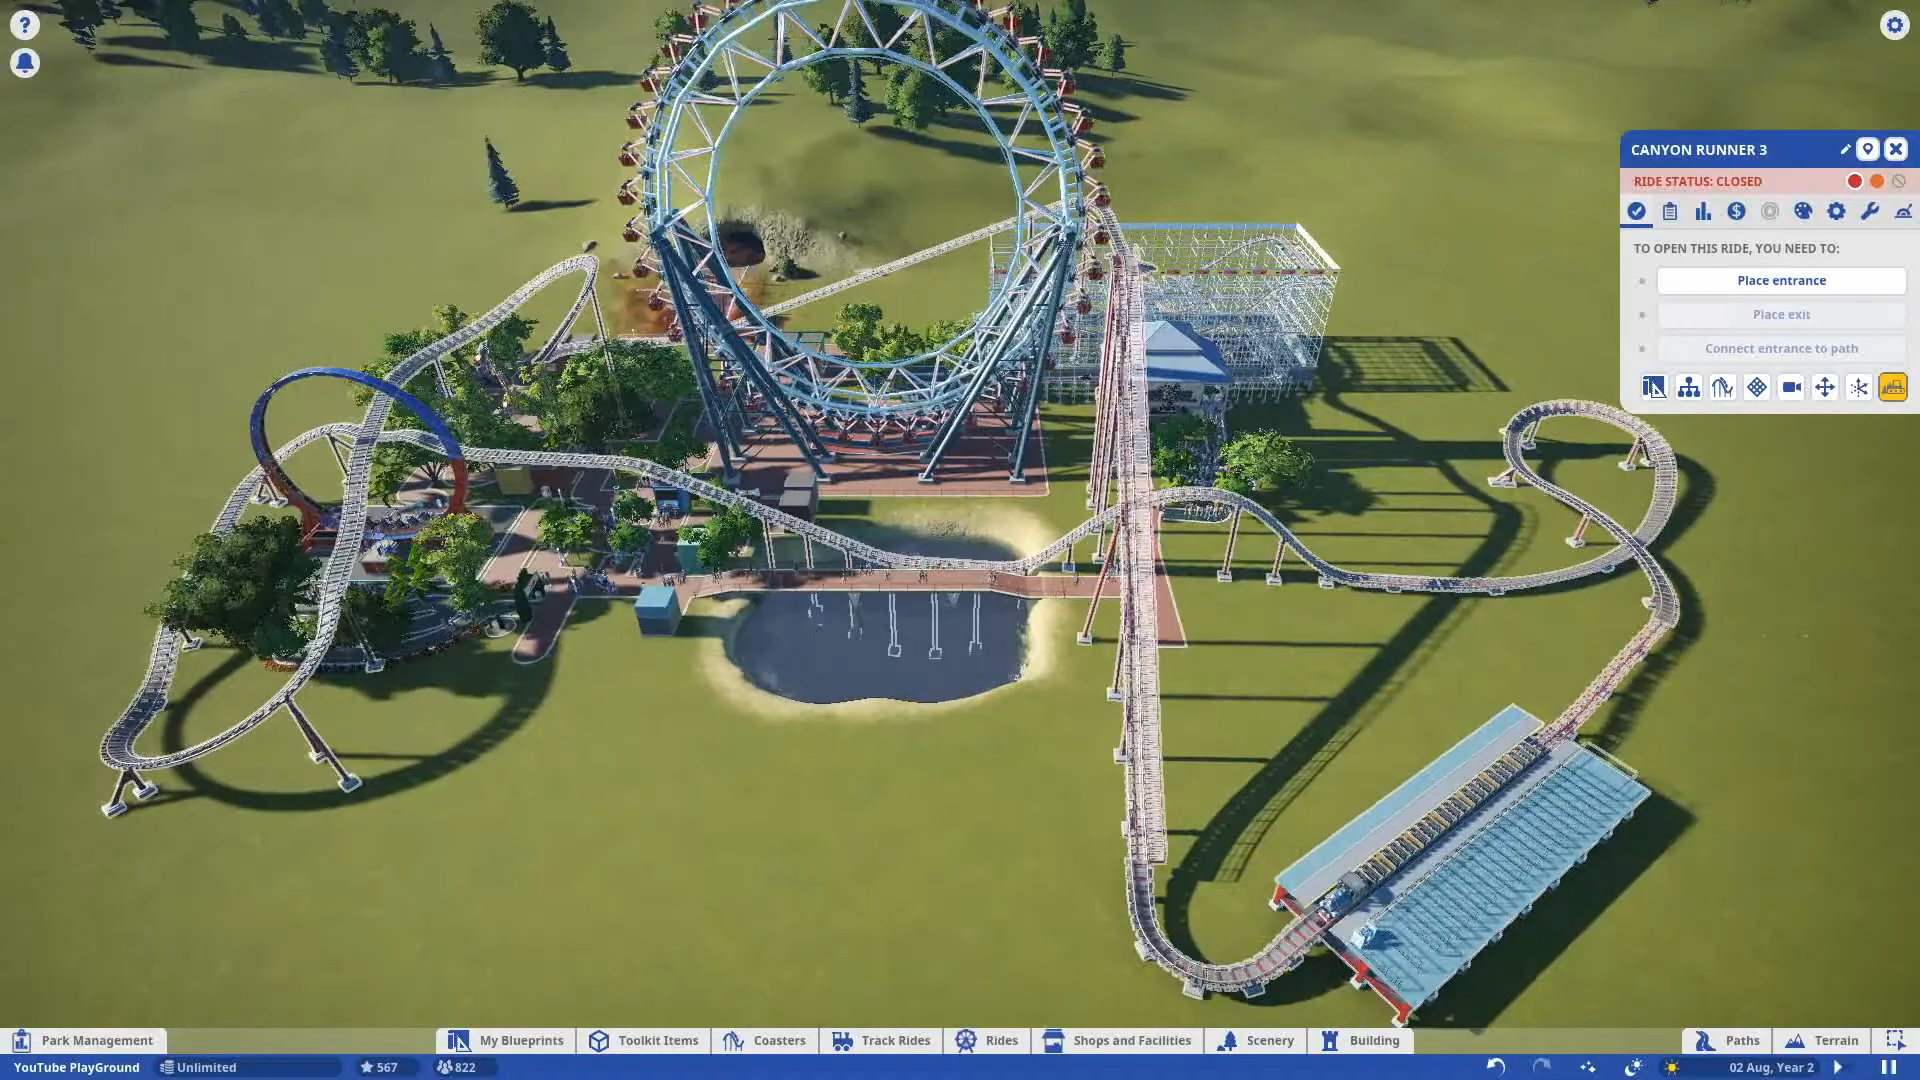 CANYON RUNNER 3
RIDE STATUS: CLOSED
TO OPEN THIS RIDE, YOU NEED TO:
Place entrance
Place exit
Connect entrance to path
Park Management
My Blueprints
Toolkit Items
Coasters
Track Rides
Rides
Shops and Facilities
Scenery
Building
Paths
Terrain
YouTube PlayGround
Unlimited
567
822
02 Aug, Year 2